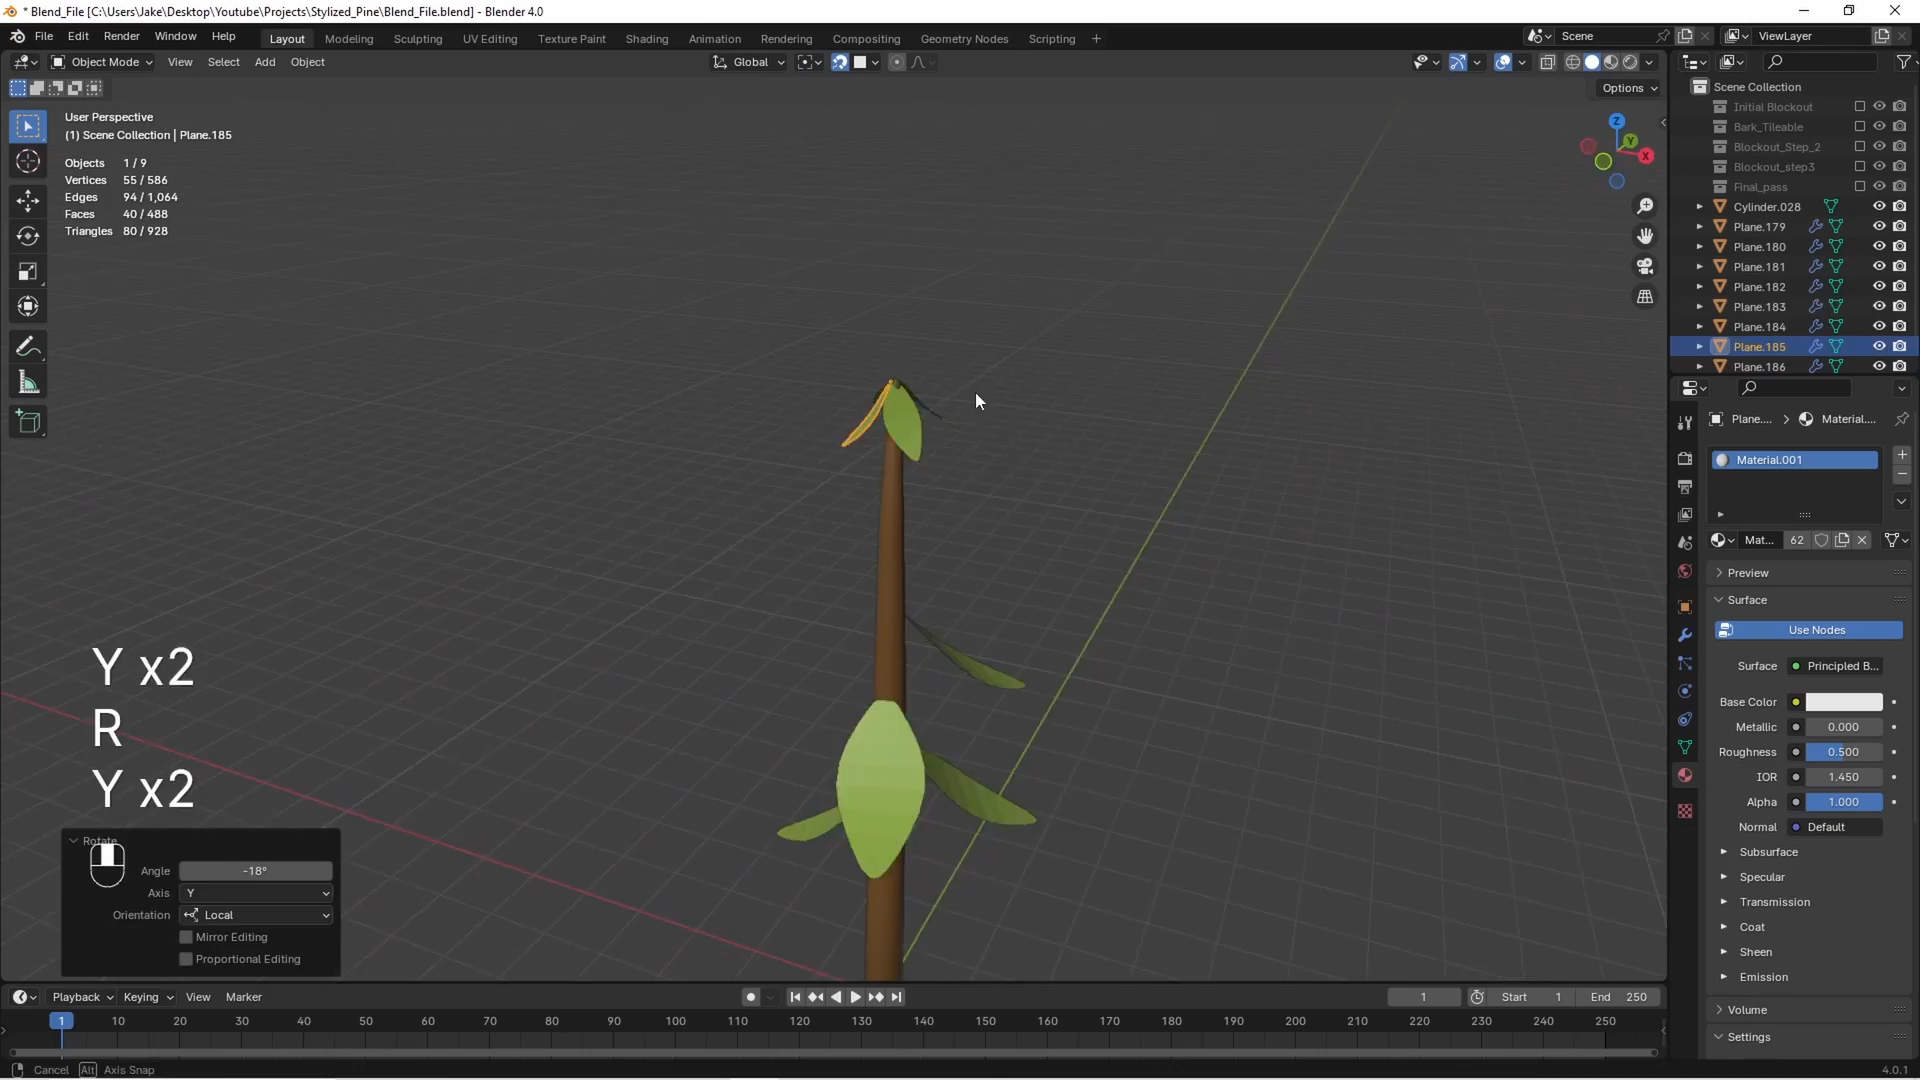 * Blend_File [C:\Users\Jake\Desktop\Youtube\Projects\Stylized_Pine\Blend_File.blend] - Blender 4.0
File Edit Render Window Help Layout Modeling Sculpting UV Editing Texture Paint Shading Animation Rendering Compositing Geometry Nodes Scripting + Scene ViewLayer
Object Mode View Select Add Object Global
Options
User Perspective
(1) Scene Collection | Plane.185
Objects 1 / 9
Vertices 55 / 586
Edges 94 / 1,064
Faces 40 / 488
Triangles 80 / 928
Z
Y
X
Scene Collection
Initial Blockout
Bark_Tileable
Blockout_Step_2
Blockout_step3
Final_pass
Cylinder.028
Plane.179
Plane.180
Plane.181
Plane.182
Plane.183
Plane.184
Plane.185
Plane.186
Plane.... > Material....
Material.001
Mat... 62
Preview
Surface
Use Nodes
Surface Principled B...
Base Color
Metallic 0.000
Roughness 0.500
IOR 1.450
Alpha 1.000
Normal Default
Subsurface
Specular
Transmission
Coat
Sheen
Emission
Volume
Settings
Y x2
R
Y x2
Rotate
Angle -18°
Axis Y
Orientation Local
Mirror Editing
Proportional Editing
Playback Keying View Marker 1 Start 1 End 250
1 10 20 30 40 50 60 70 80 90 100 110 120 130 140 150 160 170 180 190 200 210 220 230 240 250
Cancel Alt Axis Snap 4.0.1